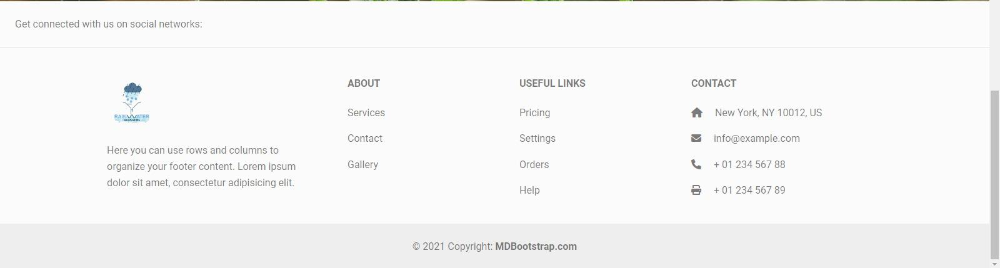 Get connected with us on social networks:
RAINWATER
HARVESTING
Here you can use rows and columns to
organize your footer content. Lorem ipsum
dolor sit amet, consectetur adipisicing elit.
ABOUT
Services
Contact
Gallery
USEFUL LINKS
Pricing
Settings
Orders
Help
CONTACT
New York, NY 10012, US
info@example.com
+ 01 234 567 88
+ 01 234 567 89
© 2021 Copyright: MDBootstrap.com